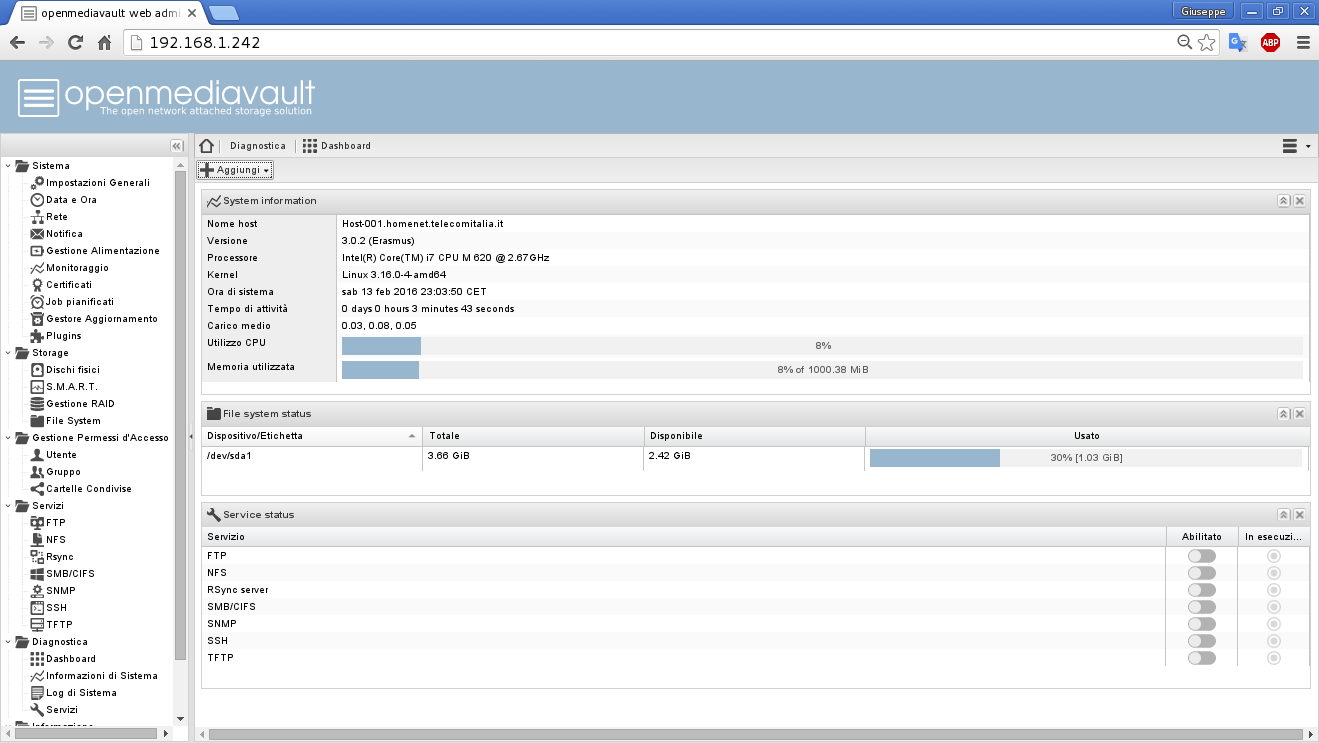 openmediavault web admi
Giuseppe
192.168.1.242
ABP
openmediavault
The open network attached storage solution
Sistema
Impostazioni Generali
Data e Ora
Rete
Notifica
Gestione Alimentazione
Monitoraggio
Certificati
Job pianificati
Gestore Aggiornamento
Plugins
Storage
Dischi fisici
S.M.A.R.T.
Gestione RAID
File System
Gestione Permessi d'Accesso
Utente
Gruppo
Cartelle Condivise
Servizi
FTP
NFS
Rsync
SMB/CIFS
SNMP
SSH
TFTP
Diagnostica
Dashboard
Informazioni di Sistema
Log di Sistema
Servizi
Informazione
Diagnostica Dashboard
Aggiungi
System information
Nome host Host-001.homenet.telecomitalia.it
Versione 3.0.2 (Erasmus)
Processore Intel(R) Core(TM) i7 CPU M 620 @ 2.67GHz
Kernel Linux 3.16.0-4-amd64
Ora di sistema sab 13 feb 2016 23:03:50 CET
Tempo di attività 0 days 0 hours 3 minutes 43 seconds
Carico medio 0.03, 0.08, 0.05
Utilizzo CPU 8%
Memoria utilizzata 8% of 1000.38 MiB
File system status
Dispositivo/Etichetta Totale Disponibile Usato
/dev/sda1 3.66 GiB 2.42 GiB 30% [1.03 GiB]
Service status
Servizio Abilitato In esecuzi...
FTP
NFS
RSync server
SMB/CIFS
SNMP
SSH
TFTP